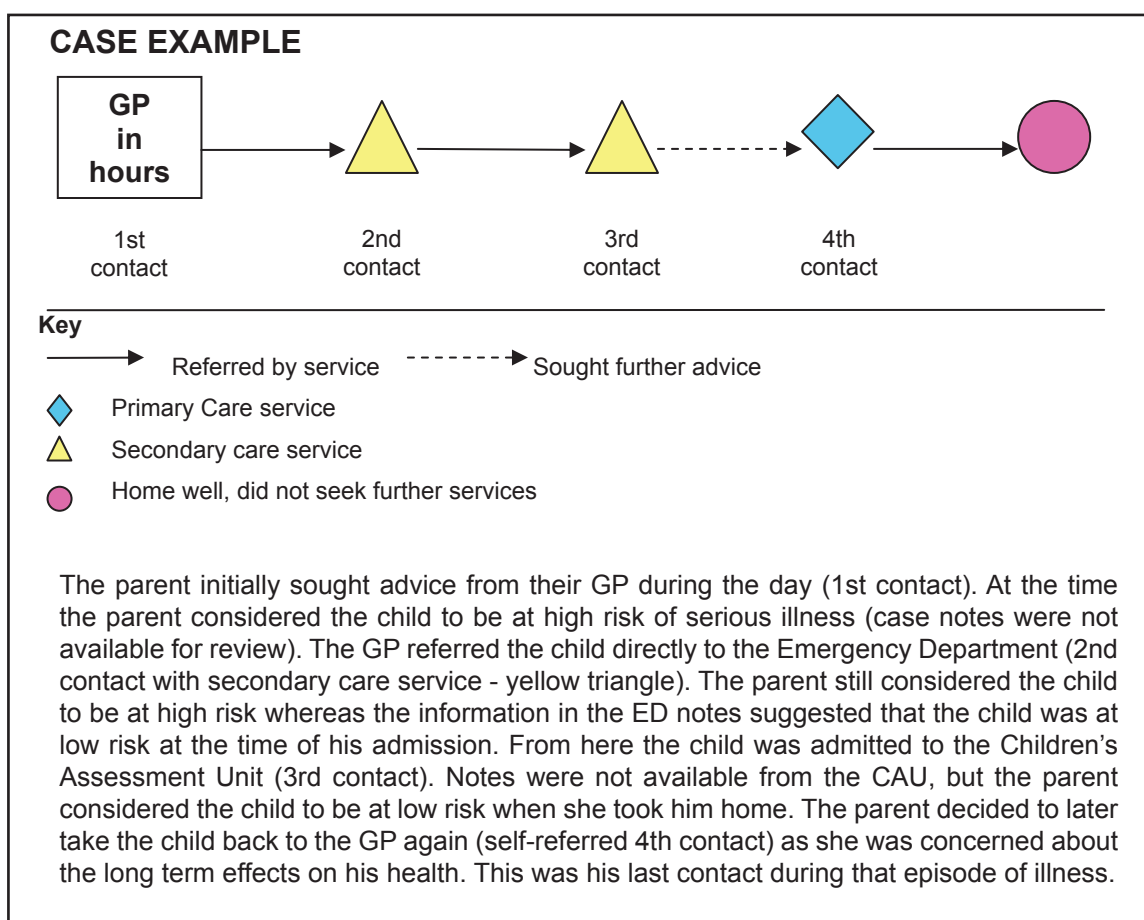 CASE EXAMPLE
GP
in
hours
1st
contact
2nd
contact
3rd
contact
4th
contact
Key
Referred by service
Sought further advice
Primary Care service
Secondary care service
Home well, did not seek further services
The parent initially sought advice from their GP during the day (1st contact). At the time
the parent considered the child to be at high risk of serious illness (case notes were not
available for review). The GP referred the child directly to the Emergency Department (2nd
contact with secondary care service - yellow triangle). The parent still considered the child
to be at high risk whereas the information in the ED notes suggested that the child was at
low risk at the time of his admission. From here the child was admitted to the Children’s
Assessment Unit (3rd contact). Notes were not available from the CAU, but the parent
considered the child to be at low risk when she took him home. The parent decided to later
take the child back to the GP again (self-referred 4th contact) as she was concerned about
the long term effects on his health. This was his last contact during that episode of illness.